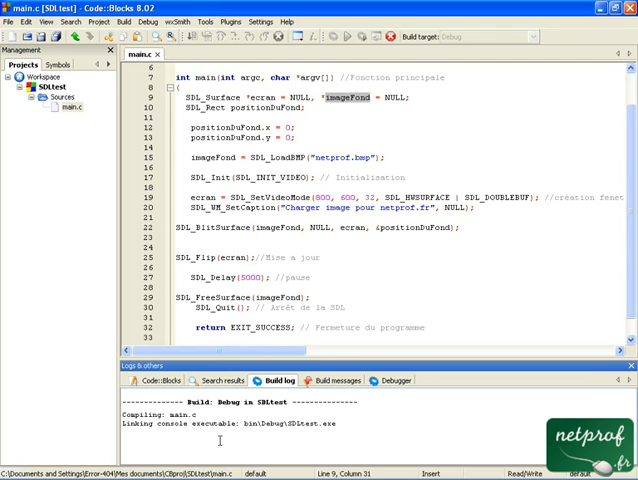 main.c [SDLtest] - Code::Blocks 8.02
File Edit View Search Project Build Debug wxSmith Tools Plugins Settings Help
Build target: Debug
Management
Projects Symbols
Workspace
SDLtest
Sources
main.c
main.c
6
7 int main(int argc, char *argv[]) //Fonction principale
8 {
9 SDL_Surface *ecran = NULL, *imageFond = NULL;
10 SDL_Rect positionDuFond;
11
12 positionDuFond.x = 0;
13 positionDuFond.y = 0;
14
15 imageFond = SDL_LoadBMP("netprof.bmp");
16
17 SDL_Init(SDL_INIT_VIDEO); // Initialisation
18
19 ecran = SDL_SetVideoMode(800, 600, 32, SDL_HWSURFACE | SDL_DOUBLEBUF); //création fenet
20 SDL_WM_SetCaption("Charger image pour netprof.fr", NULL);
21
22 SDL_BlitSurface(imageFond, NULL, ecran, &positionDuFond);
23
24
25 SDL_Flip(ecran);//Mise a jour
26
27 SDL_Delay(5000); //pause
28
29 SDL_FreeSurface(imageFond);
30 SDL_Quit(); // Arrêt de la SDL
31
32 return EXIT_SUCCESS; // Fermeture du programme
33
Logs & others
Code::Blocks Search results Build log Build messages Debugger
-------------- Build: Debug in SDLtest ---------------
Compiling: main.c
Linking console executable: bin\Debug\SDLtest.exe
netprof
.fr
C:\Documents and Settings\Error-404\Mes documents\CBproj\SDLtest\main.c default Line 9, Column 31 Insert Read/Write default